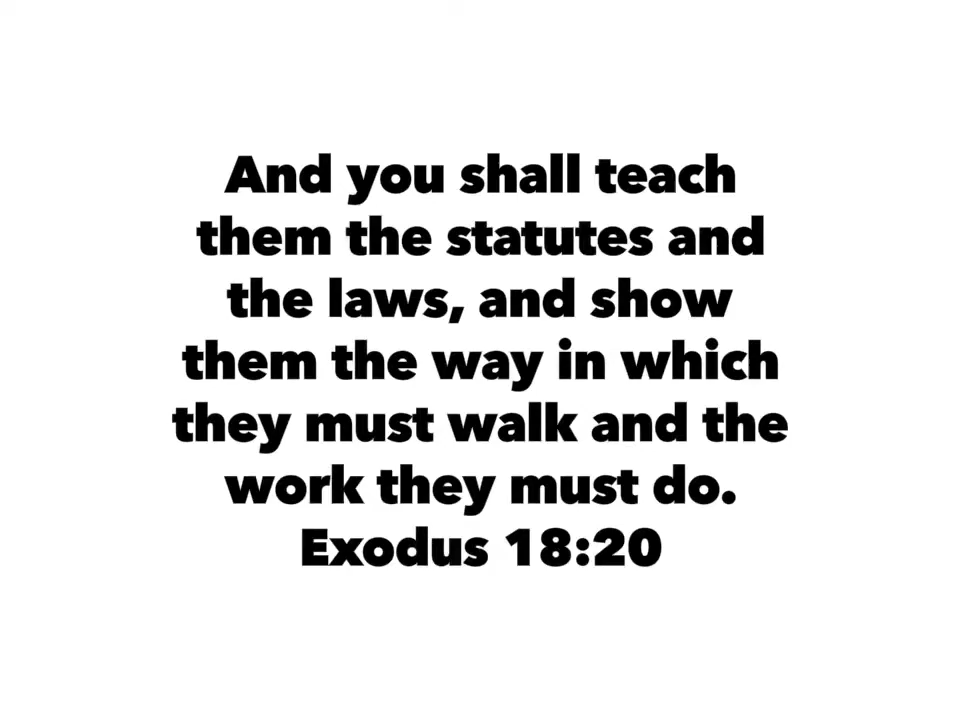 And you shall teach
them the statutes and
the laws, and show
them the way in which
they must walk and the
work they must do.
Exodus 18:20